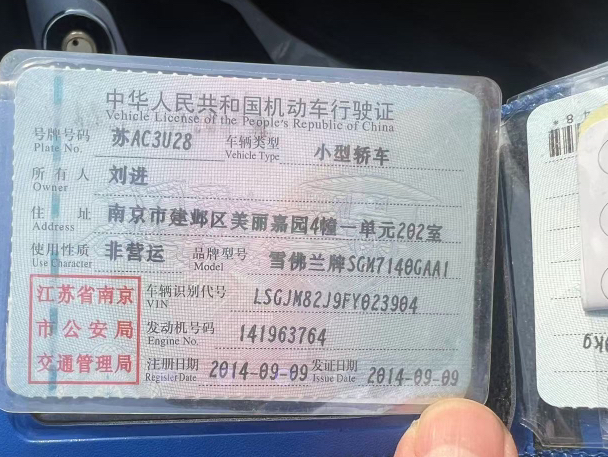 中华人民共和国机动车行驶证
Vehicle License of the People's Republic of China
号牌号码 苏AC3U28 车辆类型 小型轿车
Plate No. Vehicle Type
所有人 刘进
Owner
住址 南京市建邺区美丽嘉园4幢一单元202室
Address
使用性质 非营运 品牌型号 雪佛兰牌SGM7140GAA1
Use Character Model
江苏省南京 车辆识别代号 LSGJM82J9FY023904
VIN
市公安局 发动机号码 141963764
Engine No.
交通管理局 注册日期 2014-09-09 发证日期 2014-09-09
Register Date Issue Date